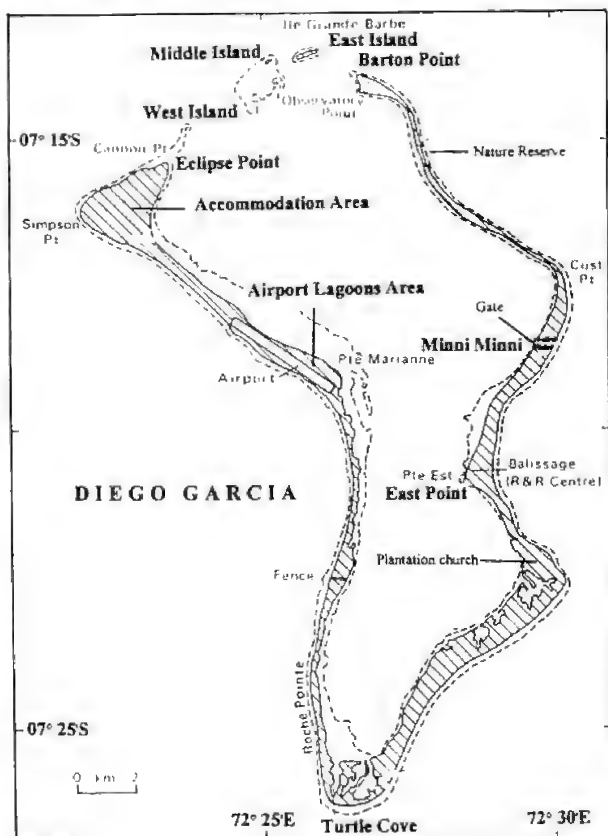 Ile Grande Barbe
East Island
Middle Island
Barton Point
West Island
Observatory
Point
07° 15'S
Cannon Pt
Nature Reserve
Eclipse Point
Accommodation Area
Simpson
Pt
Cust
Pt
Airport Lagoons Area
Gate
Minni Minni
Pte Marianne
Airport
Balissage
(R&R Centre)
Pte Est
East Point
DIEGO GARCIA
Plantation church
Fence
Roche Pointe
07° 25'S
0 km 2
72° 25'E
72° 30'E
Turtle Cove